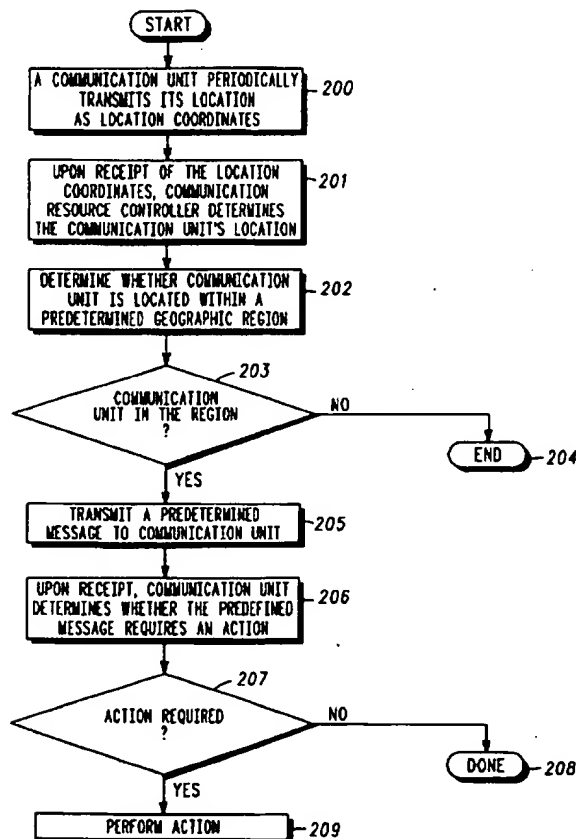 START
A COMMUNICATION UNIT PERIODICALLY
TRANSMITS ITS LOCATION
AS LOCATION COORDINATES
200
UPON RECEIPT OF THE LOCATION
COORDINATES, COMMUNICATION
RESOURCE CONTROLLER DETERMINES
THE COMMUNICATION UNIT'S LOCATION
201
DETERMINE WHETHER COMMUNICATION
UNIT IS LOCATED WITHIN A
PREDETERMINED GEOGRAPHIC REGION
202
203
COMMUNICATION
UNIT IN THE REGION
?
NO
END
204
YES
TRANSMIT A PREDETERMINED
MESSAGE TO COMMUNICATION UNIT
205
UPON RECEIPT, COMMUNICATION UNIT
DETERMINES WHETHER THE PREDEFINED
MESSAGE REQUIRES AN ACTION
206
207
ACTION REQUIRED
?
NO
DONE
208
YES
PERFORM ACTION
209